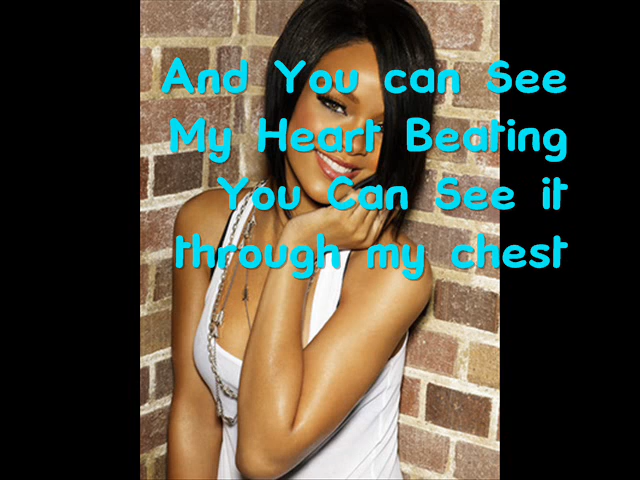 And You can See
My Heart Beating
You Can See it
through my chest